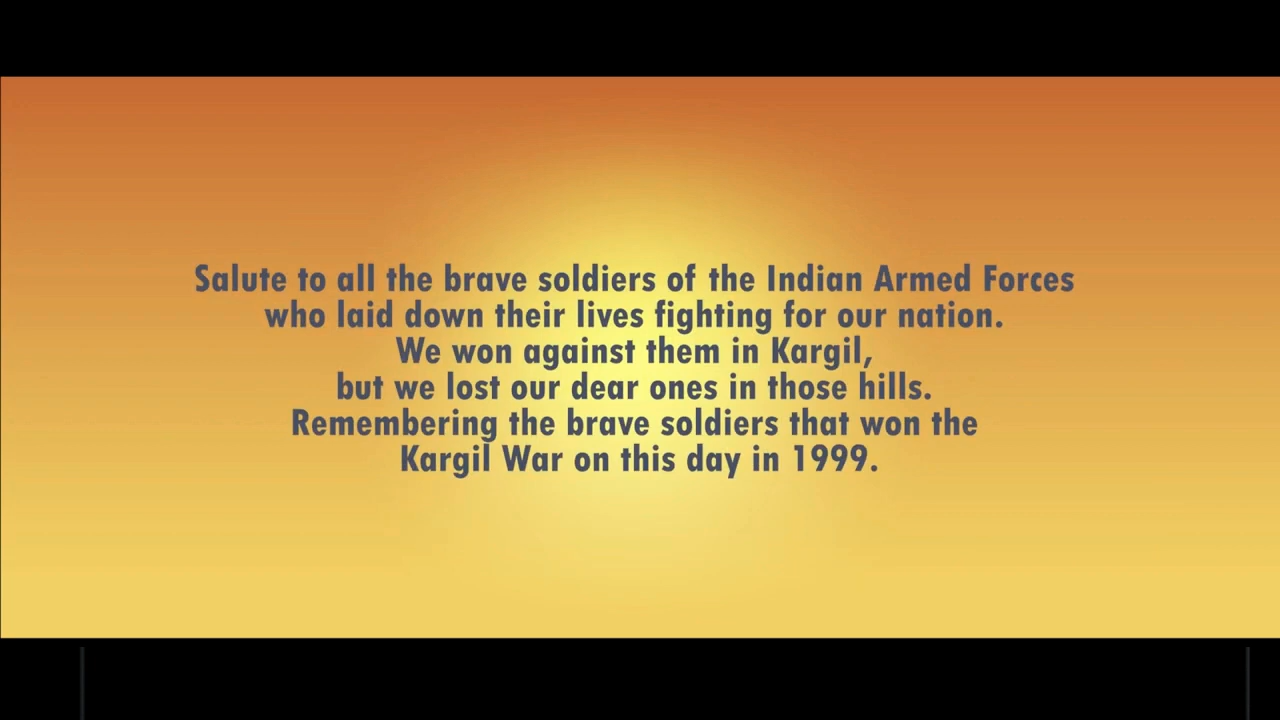 Salute to all the brave soldiers of the Indian Armed Forces
who laid down their lives fighting for our nation.
We won against them in Kargil,
but we lost our dear ones in those hills.
Remembering the brave soldiers that won the
Kargil War on this day in 1999.